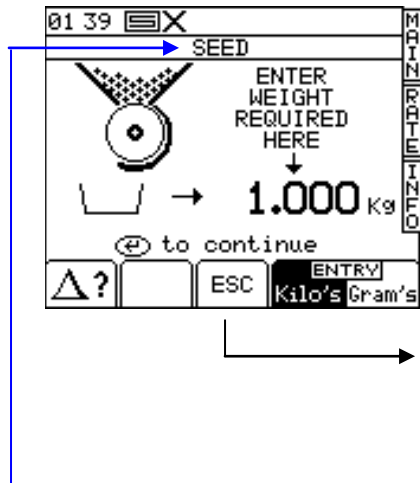 01 39
SEED
ENTER
WEIGHT
REQUIRED
HERE
1.000 Kg
to continue
? ESC ENTRY
Kilo's Gram's
MAIN
RATE
INFO